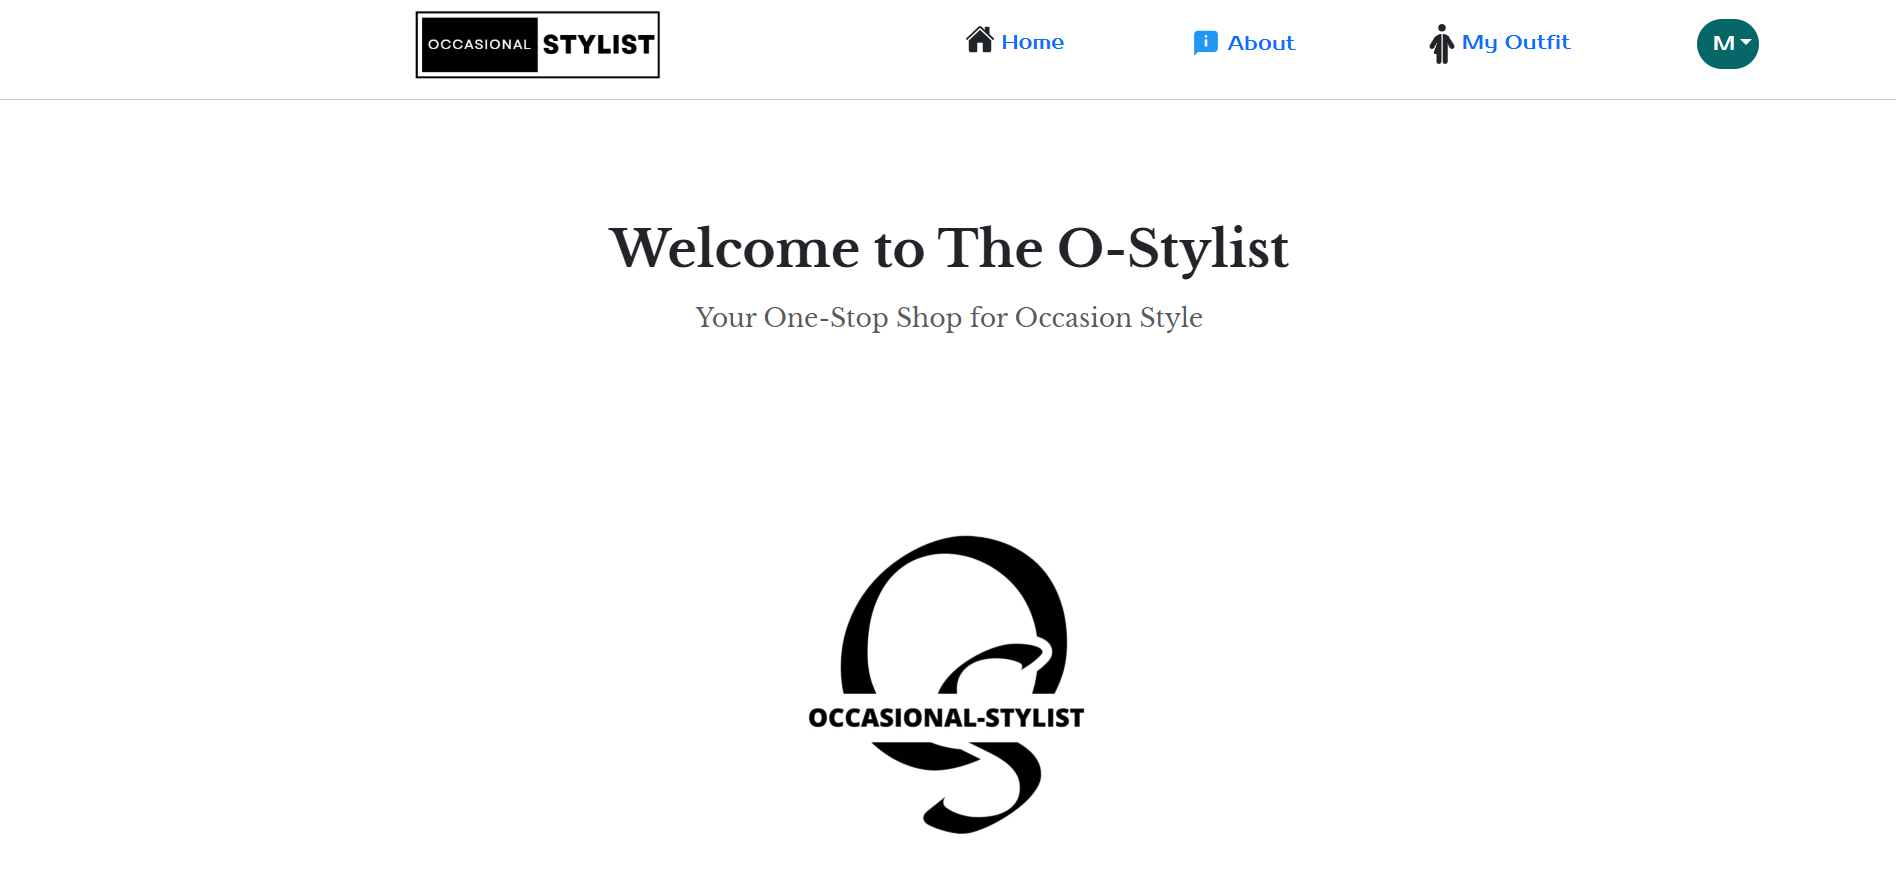 OCCASIONAL STYLIST
Home
About
My Outfit
M
Welcome to The O-Stylist
Your One-Stop Shop for Occasion Style
OCCASIONAL-STYLIST